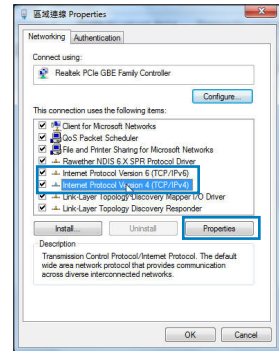 區域連線 Properties
Networking Authentication
Connect using:
Realtek PCIe GBE Family Controller
Configure...
This connection uses the following items:
Client for Microsoft Networks
QoS Packet Scheduler
File and Printer Sharing for Microsoft Networks
Rawether NDIS 6.X SPR Protocol Driver
Internet Protocol Version 6 (TCP/IPv6)
Internet Protocol Version 4 (TCP/IPv4)
Link-Layer Topology Discovery Mapper I/O Driver
Link-Layer Topology Discovery Responder
Install... Uninstall Properties
Description
Transmission Control Protocol/Internet Protocol. The default
wide area network protocol that provides communication
across diverse interconnected networks.
OK Cancel